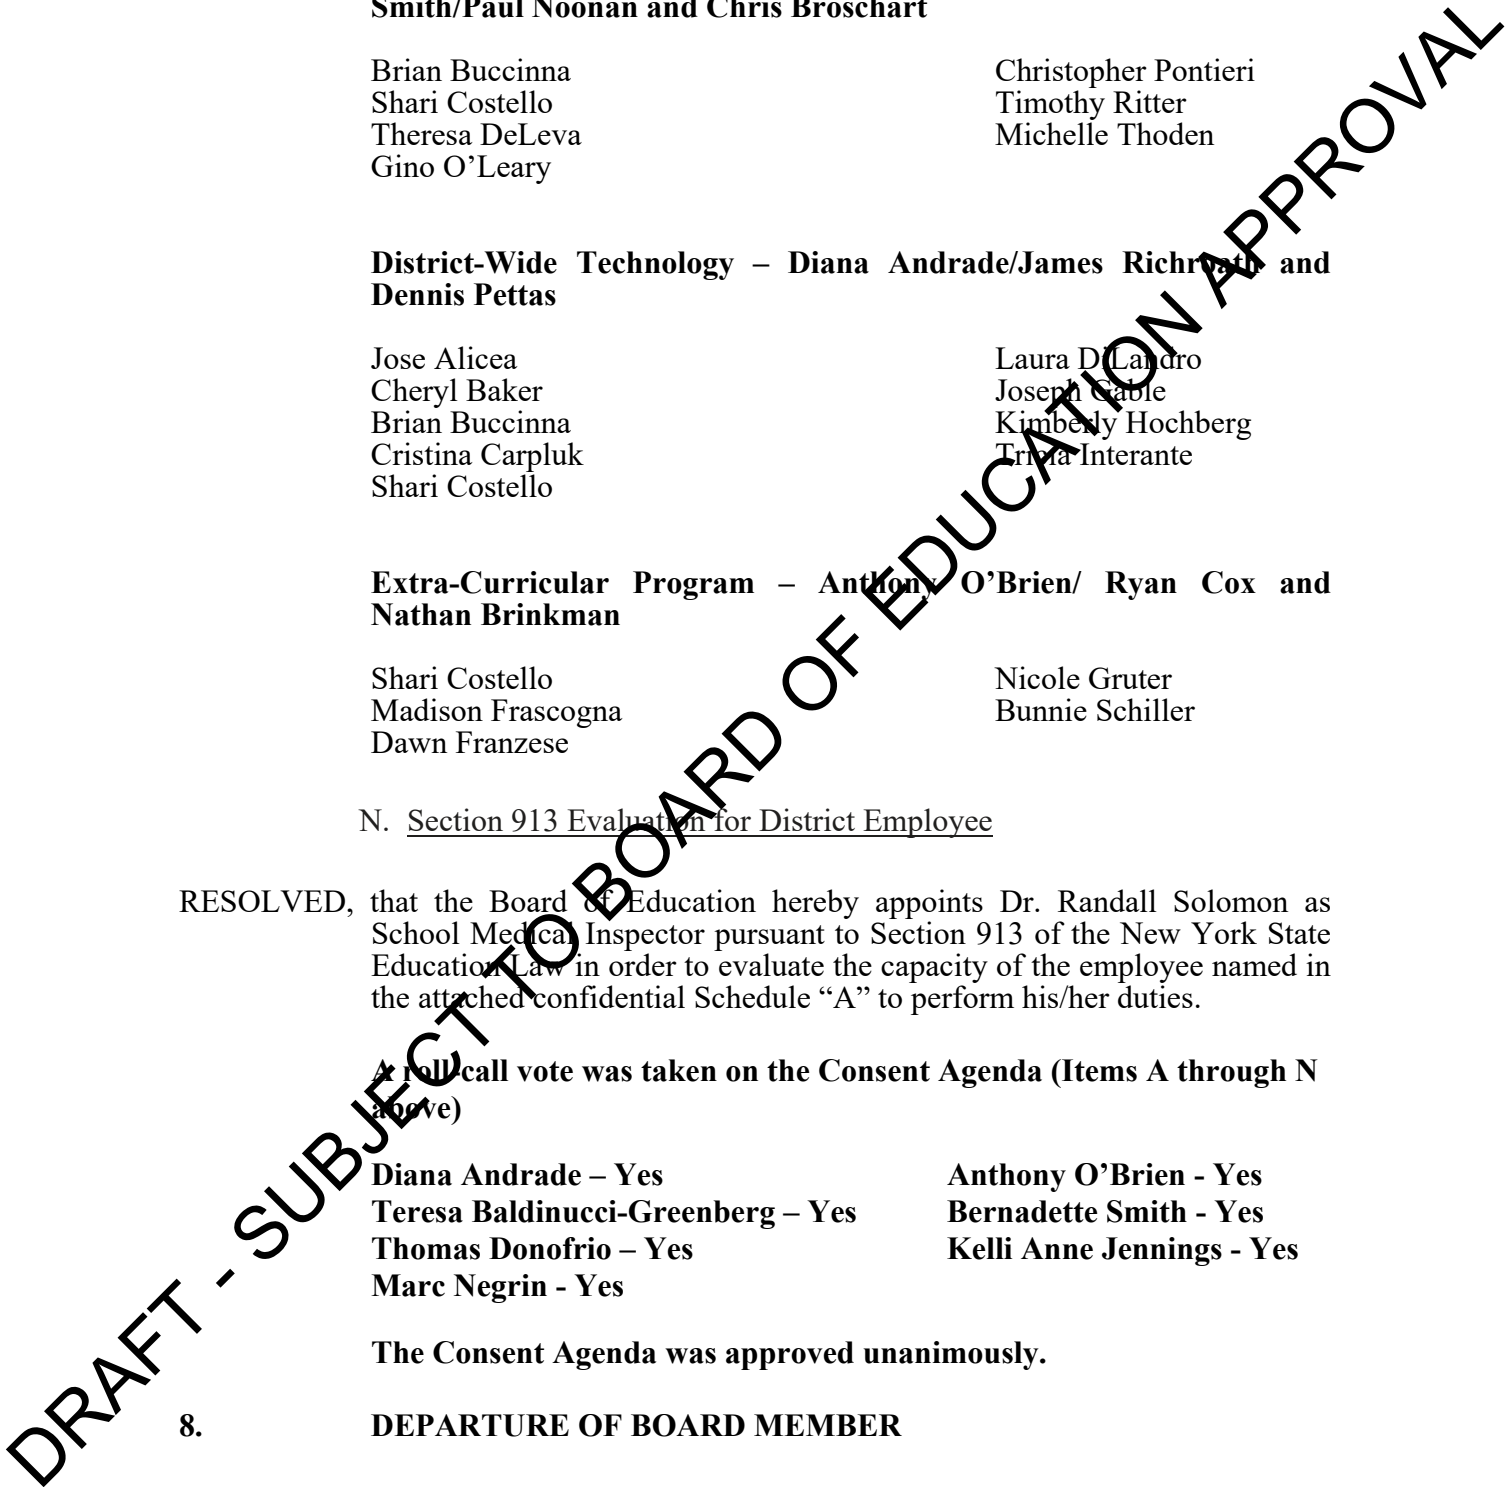 Smith/Paul Noonan and Chris Broschart
Brian Buccinna
Shari Costello
Theresa DeLeva
Gino O’Leary
Christopher Pontieri
Timothy Ritter
Michelle Thoden
District-Wide Technology – Diana Andrade/James Richroath and
Dennis Pettas
Jose Alicea
Cheryl Baker
Brian Buccinna
Cristina Carpluk
Shari Costello
Laura DiLandro
Joseph Gable
Kimberly Hochberg
Tricia Interante
Extra-Curricular Program – Anthony O’Brien/ Ryan Cox and
Nathan Brinkman
Shari Costello
Madison Frascogna
Dawn Franzese
Nicole Gruter
Bunnie Schiller
N. Section 913 Evaluation for District Employee
RESOLVED, that the Board of Education hereby appoints Dr. Randall Solomon as
School Medical Inspector pursuant to Section 913 of the New York State
Education Law in order to evaluate the capacity of the employee named in
the attached confidential Schedule “A” to perform his/her duties.
A roll-call vote was taken on the Consent Agenda (Items A through N
above)
Diana Andrade – Yes
Teresa Baldinucci-Greenberg – Yes
Thomas Donofrio – Yes
Marc Negrin - Yes
Anthony O’Brien - Yes
Bernadette Smith - Yes
Kelli Anne Jennings - Yes
The Consent Agenda was approved unanimously.
8. DEPARTURE OF BOARD MEMBER
DRAFT - SUBJECT TO BOARD OF EDUCATION APPROVAL